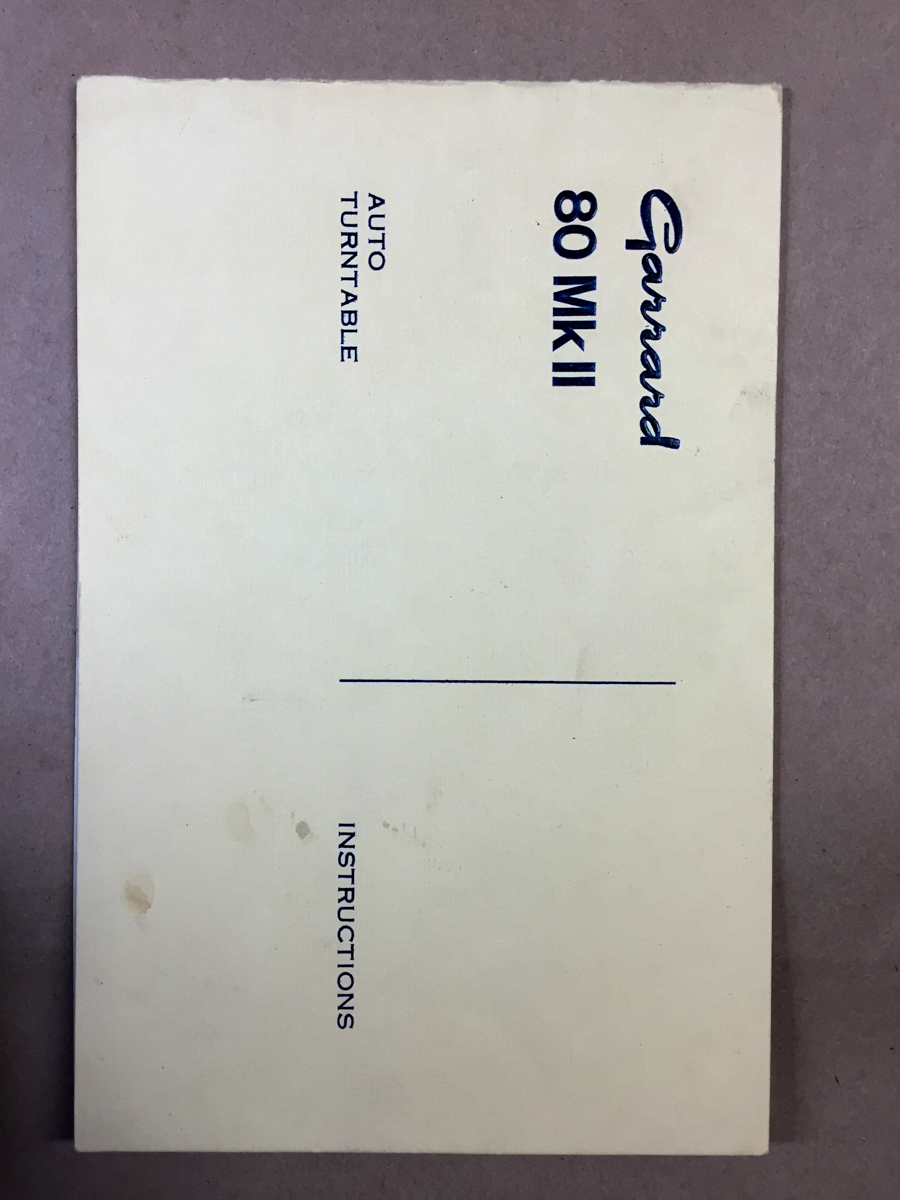 Garrard
80 Mk II
AUTO
TURNTABLE
INSTRUCTIONS